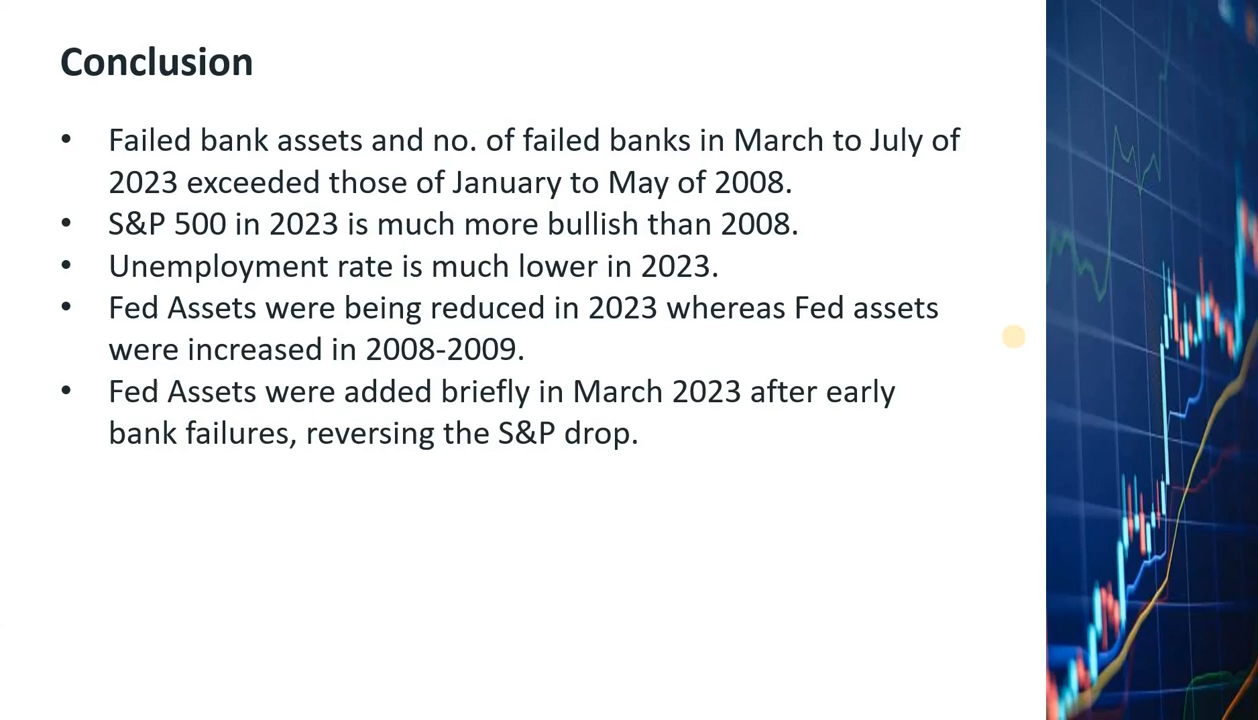 Conclusion
• Failed bank assets and no. of failed banks in March to July of
2023 exceeded those of January to May of 2008.
• S&P 500 in 2023 is much more bullish than 2008.
• Unemployment rate is much lower in 2023.
• Fed Assets were being reduced in 2023 whereas Fed assets
were increased in 2008-2009.
• Fed Assets were added briefly in March 2023 after early
bank failures, reversing the S&P drop.